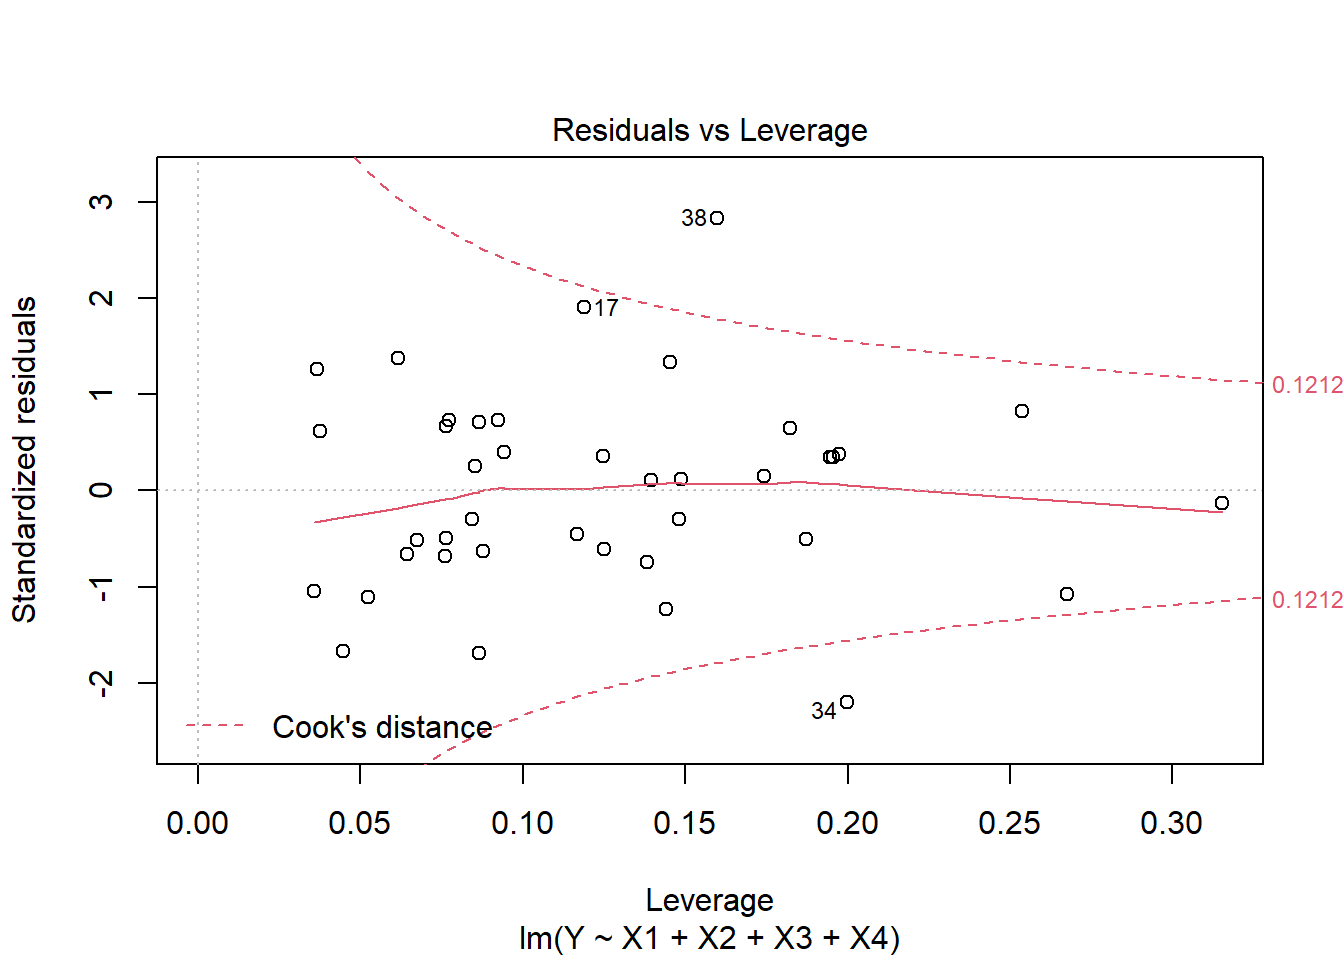 Residuals vs Leverage
Standardized residuals
3
2
1
0
-1
-2
38
17
34
0.1212
0.1212
Cook's distance
0.00 0.05 0.10 0.15 0.20 0.25 0.30
Leverage
lm(Y ~ X1 + X2 + X3 + X4)